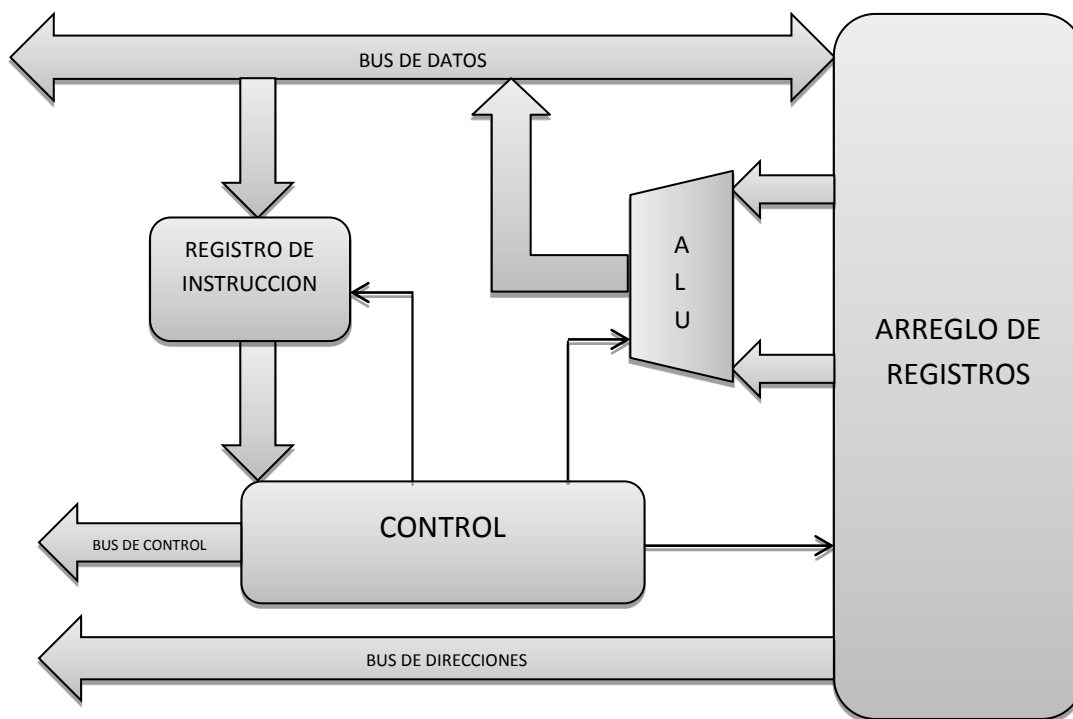 BUS DE DATOS
REGISTRO DE
INSTRUCCION
A
L
U
ARREGLO DE
REGISTROS
CONTROL
BUS DE CONTROL
BUS DE DIRECCIONES